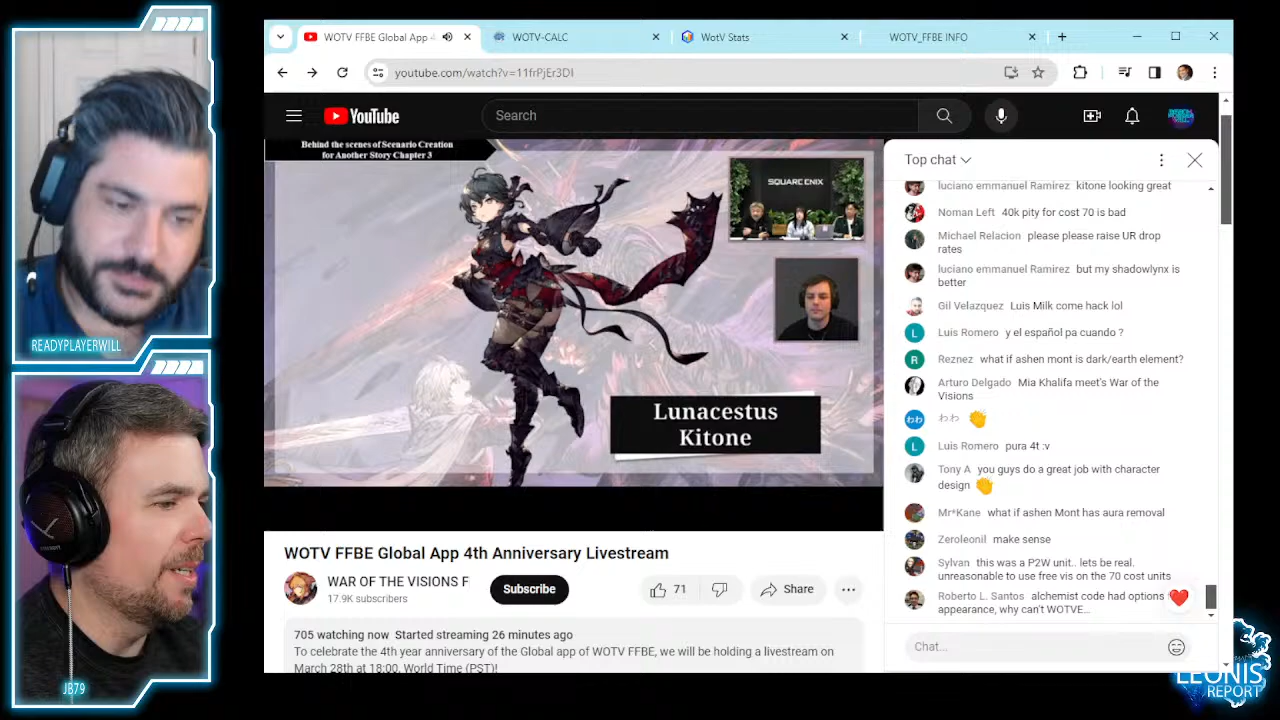 WOTV FFBE Global App 4
WOTV-CALC
WotV Stats
WOTV_FFBE INFO
youtube.com/watch?v=11frPjEr3DI
YouTube
Search
Behind the scenes of Scenario Creation
for Another Story Chapter 3
SQUARE ENIX
Lunacestus
Kitone
Top chat
luciano emmanuel Ramirez kitone looking great
Noman Left 40k pity for cost 70 is bad
Michael Relacion please please raise UR drop
rates
luciano emmanuel Ramirez but my shadowlynx is
better
Gil Velazquez Luis Milk come hack lol
L Luis Romero y el español pa cuando ?
R Reznez what if ashen mont is dark/earth element?
Arturo Delgado Mia Khalifa meet's War of the
Visions
わわ わわ 👏
L Luis Romero pura 4t :v
Tony A you guys do a great job with character
design 👏
Mr*Kane what if ashen Mont has aura removal
Zeroleonil make sense
Sylvan this was a P2W unit.. lets be real.
unreasonable to use free vis on the 70 cost units
Roberto L. Santos alchemist code had options
appearance, why can't WOTVE...
Chat...
WOTV FFBE Global App 4th Anniversary Livestream
WAR OF THE VISIONS F
17.9K subscribers
Subscribe
71
Share
705 watching now Started streaming 26 minutes ago
To celebrate the 4th year anniversary of the Global app of WOTV FFBE, we will be holding a livestream on
March 28th at 18:00, World Time (PST)!
READYPLAYERWILL
JB79
LEONIS
REPORT